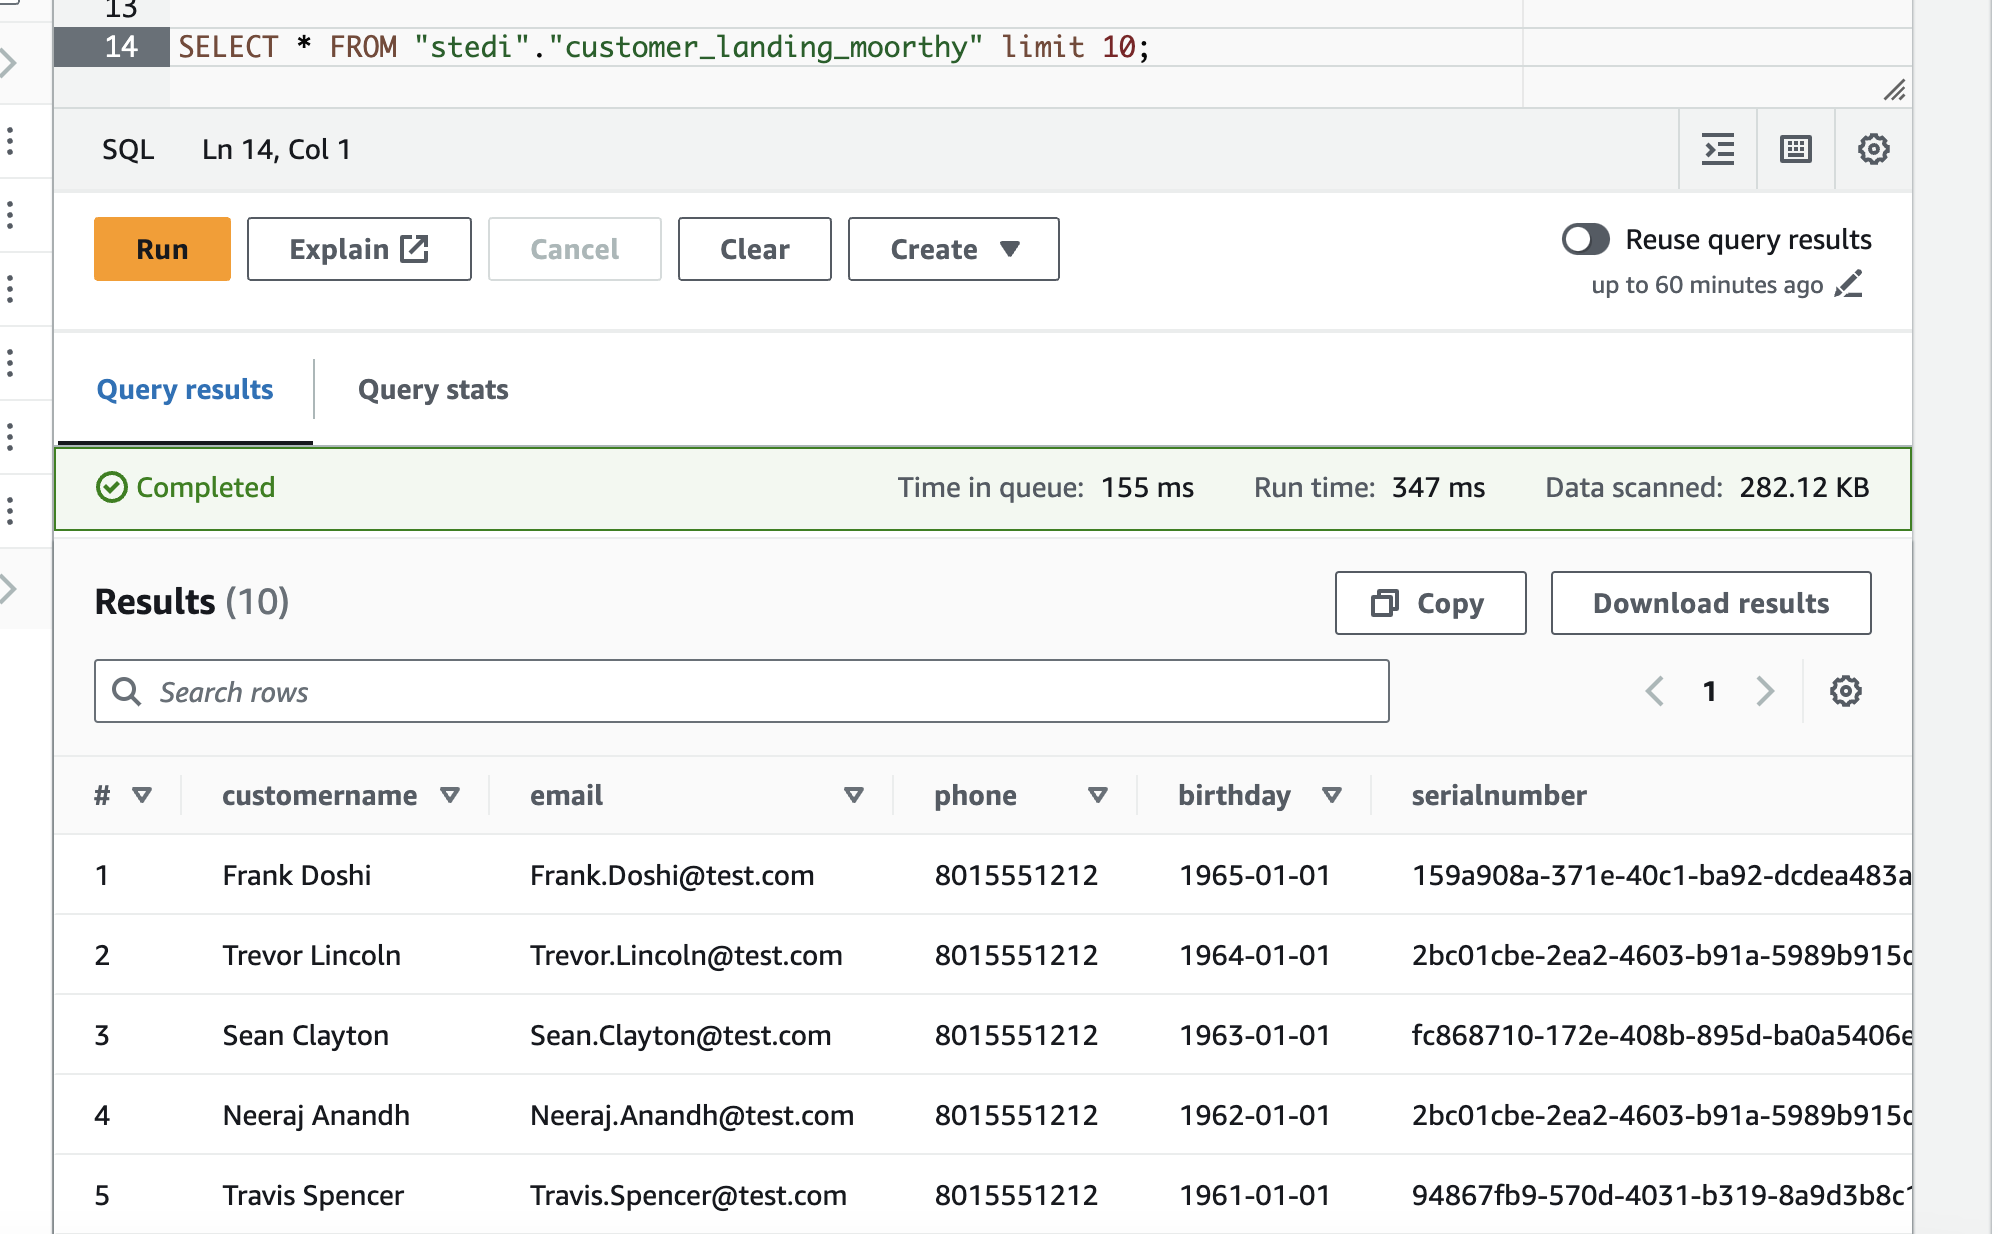 13
14 SELECT * FROM "stedi"."customer_landing_moorthy" limit 10;
SQL Ln 14, Col 1
Run Explain Cancel Clear Create Reuse query results
up to 60 minutes ago
Query results Query stats
Completed Time in queue: 155 ms Run time: 347 ms Data scanned: 282.12 KB
Results (10) Copy Download results
Search rows 1
# customername email phone birthday serialnumber
1 Frank Doshi Frank.Doshi@test.com 8015551212 1965-01-01 159a908a-371e-40c1-ba92-dcdea483a
2 Trevor Lincoln Trevor.Lincoln@test.com 8015551212 1964-01-01 2bc01cbe-2ea2-4603-b91a-5989b915
3 Sean Clayton Sean.Clayton@test.com 8015551212 1963-01-01 fc868710-172e-408b-895d-ba0a5406e
4 Neeraj Anandh Neeraj.Anandh@test.com 8015551212 1962-01-01 2bc01cbe-2ea2-4603-b91a-5989b915
5 Travis Spencer Travis.Spencer@test.com 8015551212 1961-01-01 94867fb9-570d-4031-b319-8a9d3b8c